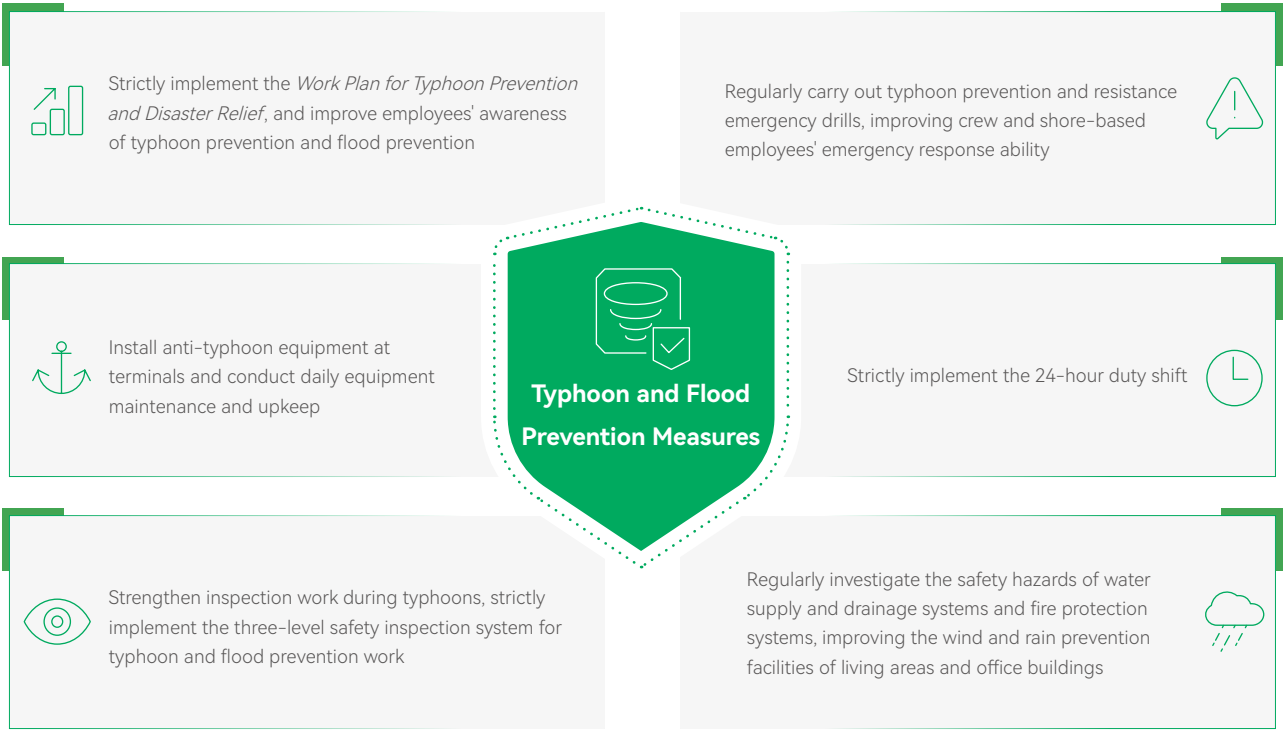 Strictly implement the Work Plan for Typhoon Prevention
and Disaster Relief, and improve employees' awareness
of typhoon prevention and flood prevention
Regularly carry out typhoon prevention and resistance
emergency drills, improving crew and shore-based
employees' emergency response ability
Install anti-typhoon equipment at
terminals and conduct daily equipment
maintenance and upkeep
Typhoon and Flood
Prevention Measures
Strictly implement the 24-hour duty shift
Strengthen inspection work during typhoons, strictly
implement the three-level safety inspection system for
typhoon and flood prevention work
Regularly investigate the safety hazards of water
supply and drainage systems and fire protection
systems, improving the wind and rain prevention
facilities of living areas and office buildings